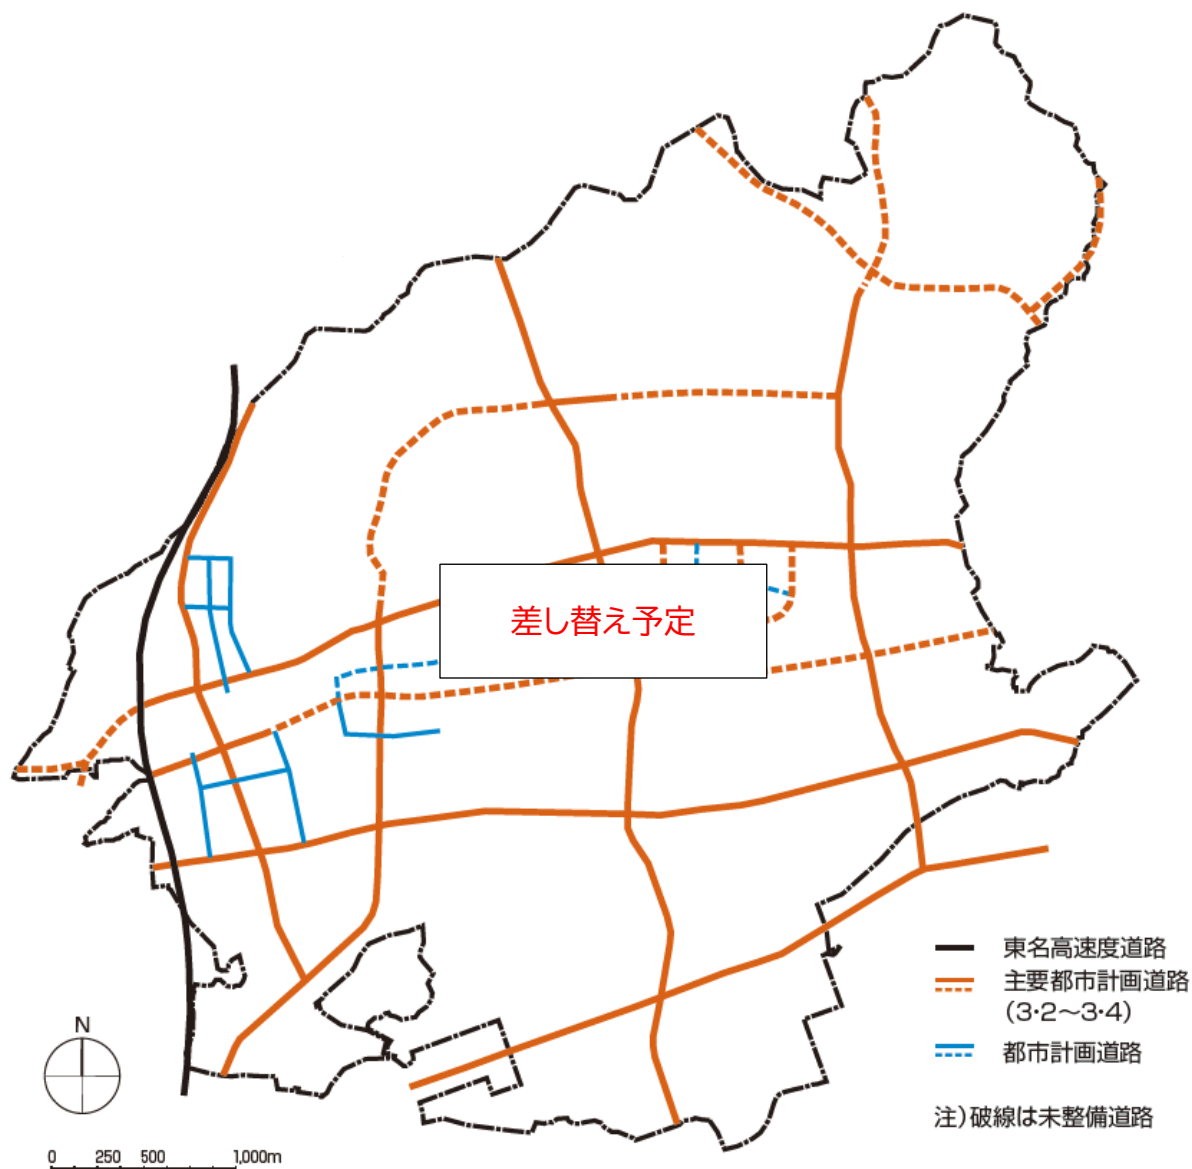 差し替え予定
東名高速度道路
主要都市計画道路
(3・2〜3・4)
都市計画道路
注)破線は未整備道路
N
0 250 500 1,000m